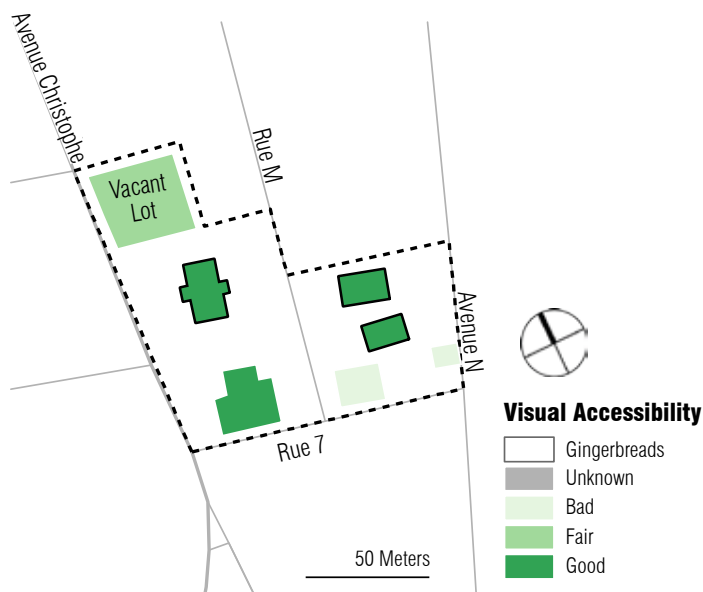 Avenue Christophe
Rue M
Vacant
Lot
Avenue N
Rue 7
50 Meters
Visual Accessibility
Gingerbreads
Unknown
Bad
Fair
Good